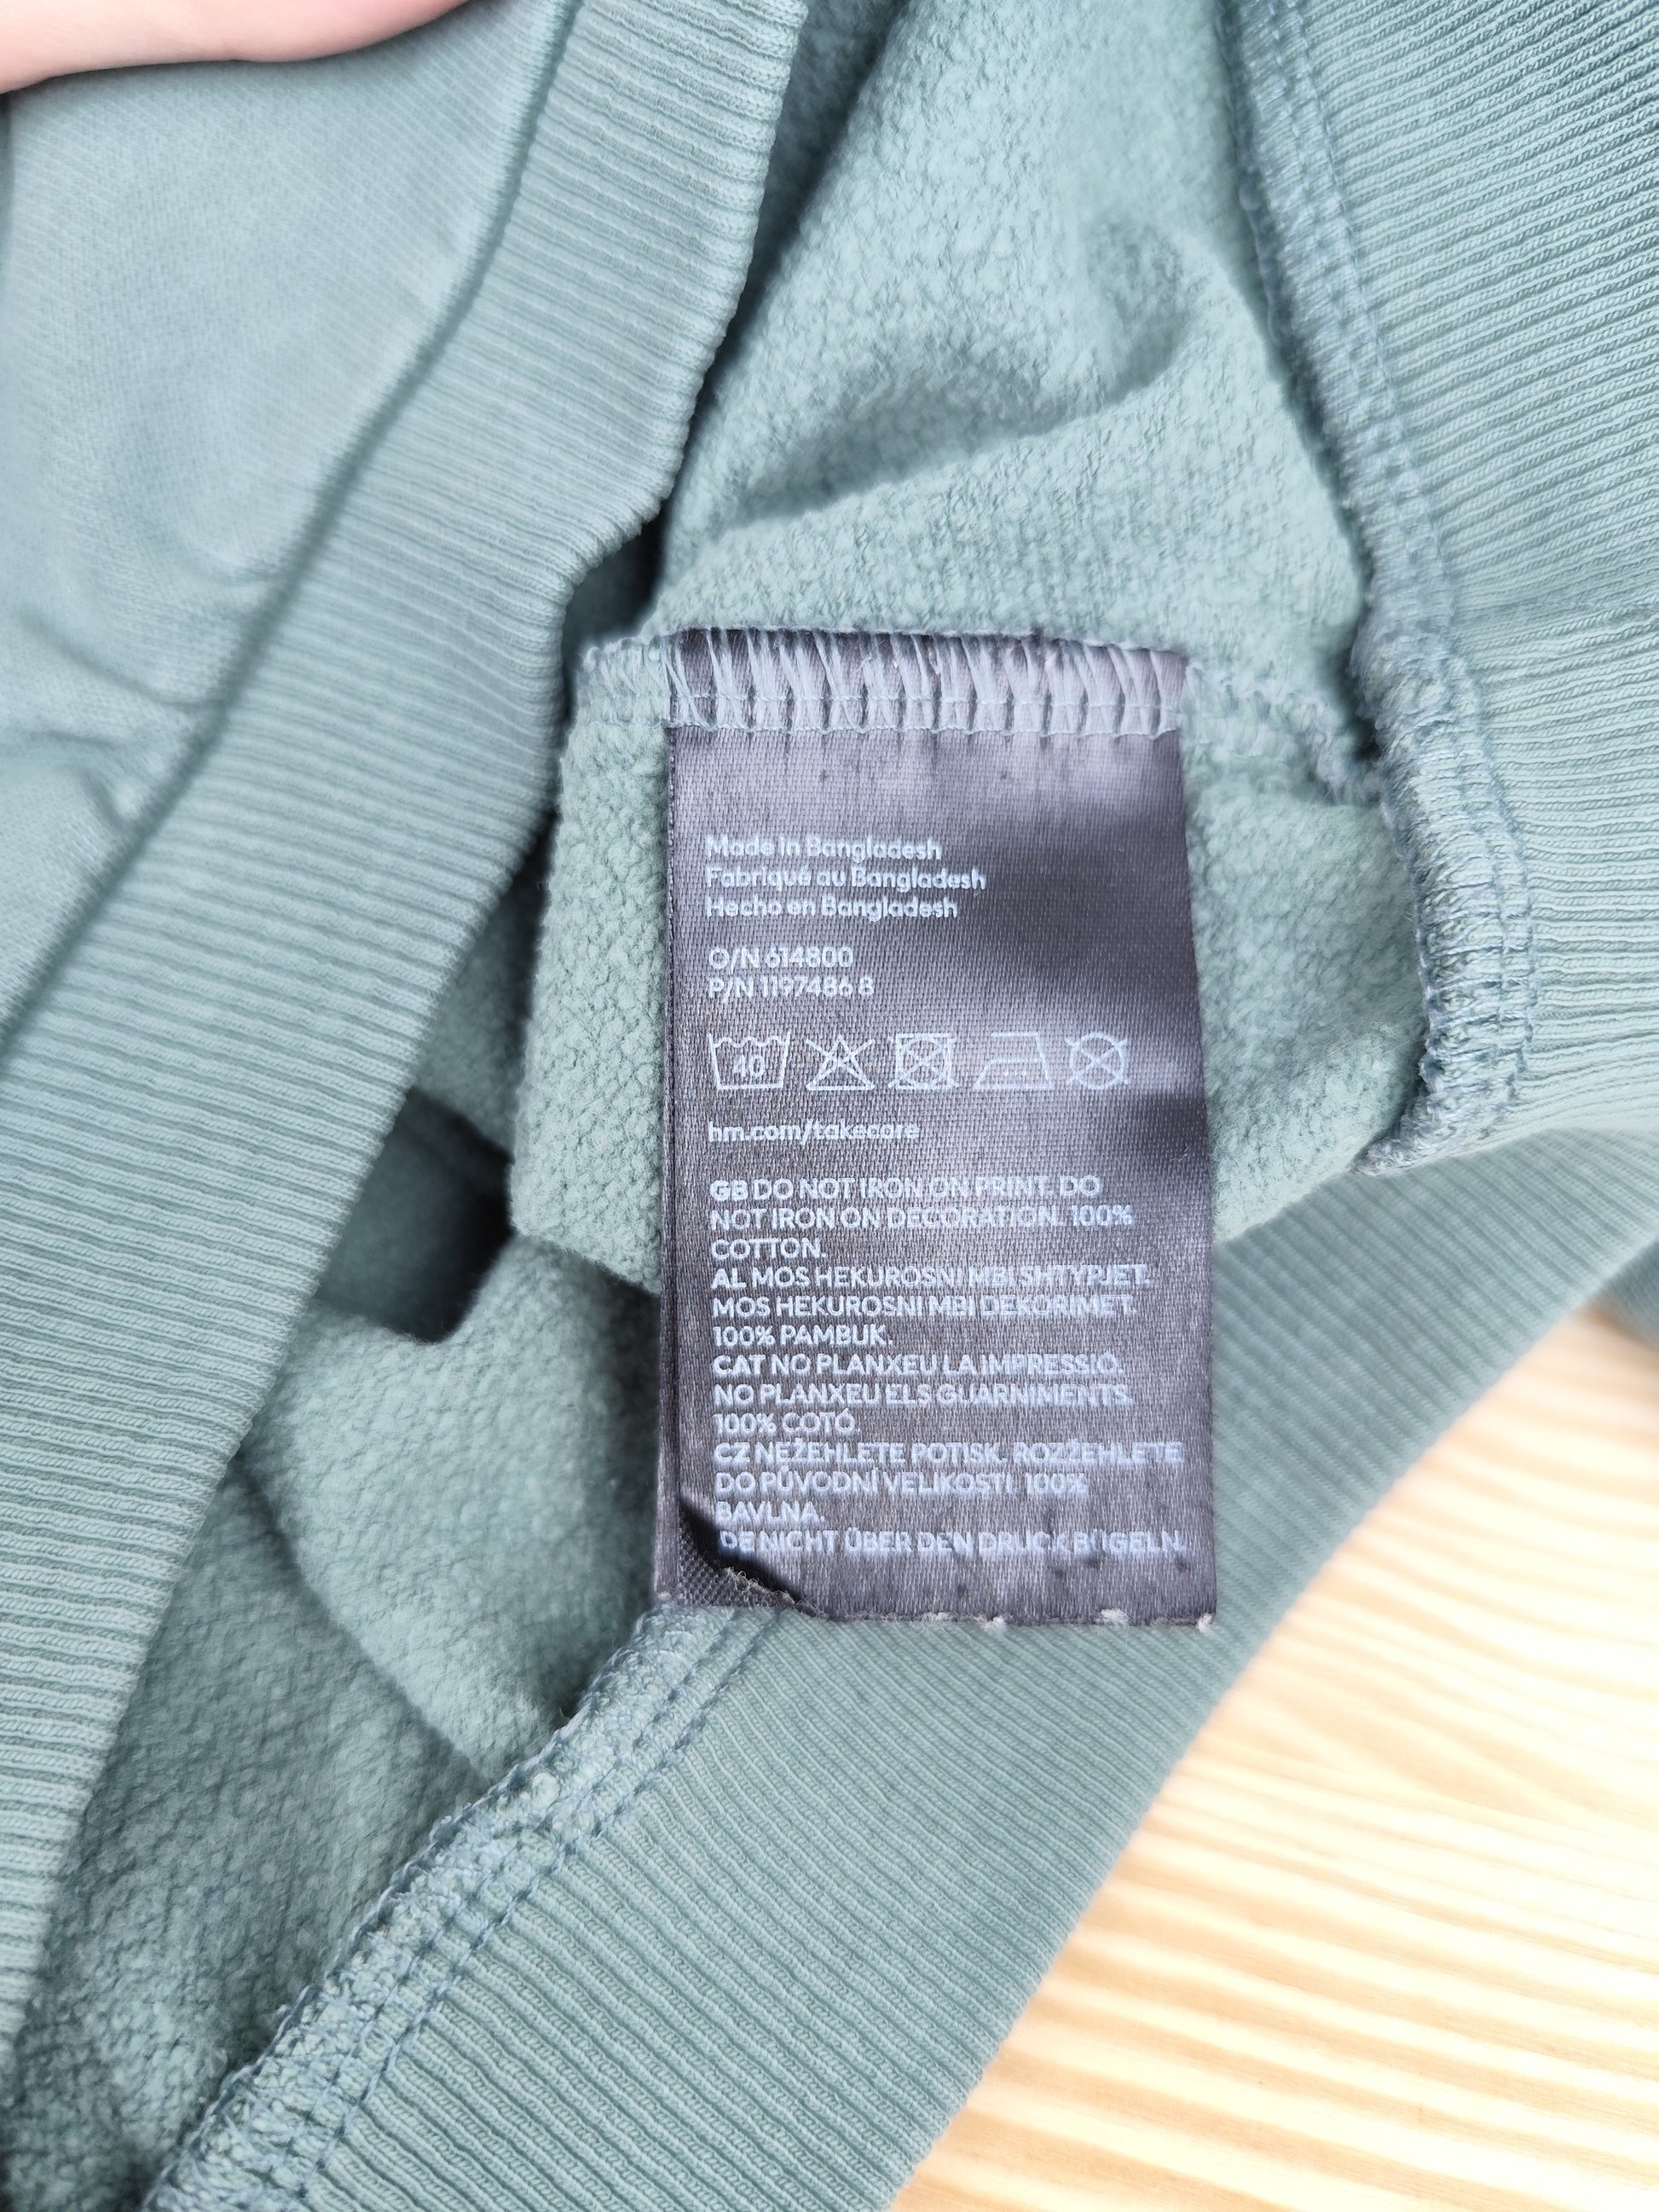 Made in Bangladesh
Fabriqué au Bangladesh
Hecho en Bangladesh
O/N 614800
P/N 1197486 8
40
hm.com/takecare
GB DO NOT IRON ON PRINT. DO
NOT IRON ON DECORATION. 100%
COTTON.
AL MOS HEKUROSNI MBI SHTYPJET.
MOS HEKUROSNI MBI DEKORIMET.
100% PAMBUK.
CAT NO PLANXEU LA IMPRESSIÓ.
NO PLANXEU ELS GUARNIMENTS.
100% COTÓ.
CZ NEŽEHLETE POTISK. ROZŽEHLETE
DO PŮVODNÍ VELIKOSTI. 100%
BAVLNA.
DE NICHT ÜBER DEN DRUCK BÜGELN.